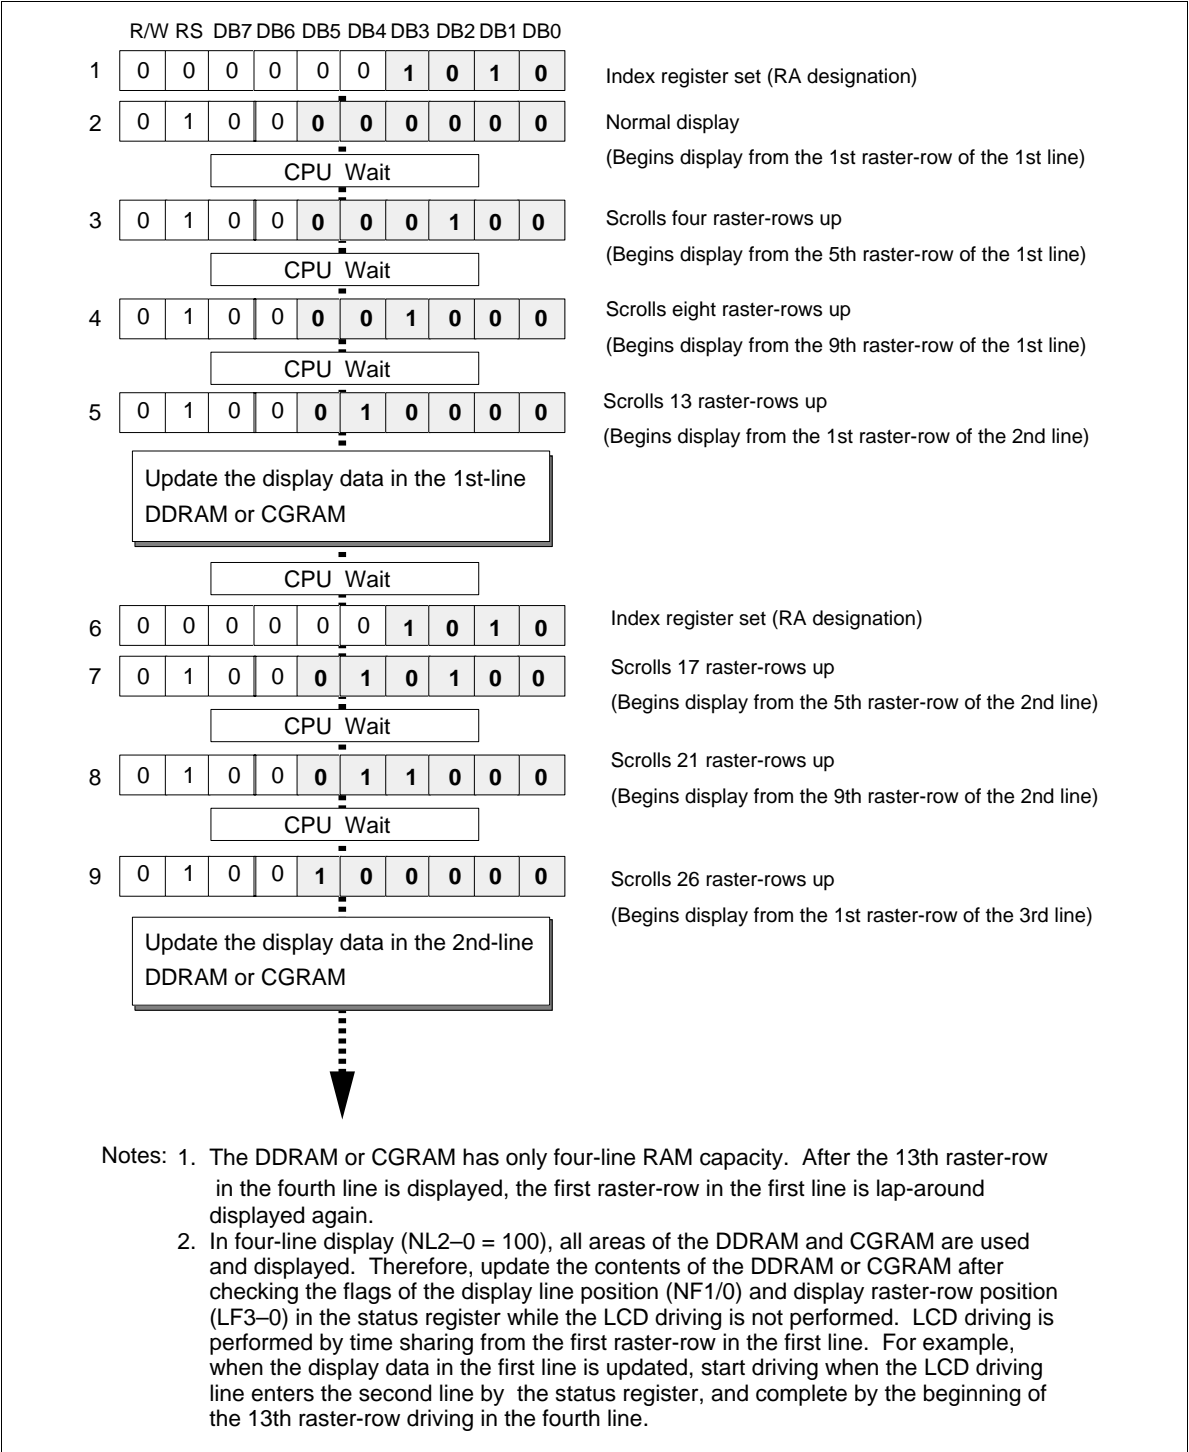 R/W RS DB7 DB6 DB5 DB4 DB3 DB2 DB1 DB0
1 0 0 0 0 0 0 1 0 1 0 Index register set (RA designation)
2 0 1 0 0 0 0 0 0 0 0 Normal display
(Begins display from the 1st raster-row of the 1st line)
CPU Wait
3 0 1 0 0 0 0 0 1 0 0 Scrolls four raster-rows up
(Begins display from the 5th raster-row of the 1st line)
CPU Wait
4 0 1 0 0 0 0 1 0 0 0 Scrolls eight raster-rows up
(Begins display from the 9th raster-row of the 1st line)
CPU Wait
5 0 1 0 0 0 1 0 0 0 0 Scrolls 13 raster-rows up
(Begins display from the 1st raster-row of the 2nd line)
Update the display data in the 1st-line
DDRAM or CGRAM
CPU Wait
6 0 0 0 0 0 0 1 0 1 0 Index register set (RA designation)
7 0 1 0 0 0 1 0 1 0 0 Scrolls 17 raster-rows up
(Begins display from the 5th raster-row of the 2nd line)
CPU Wait
8 0 1 0 0 0 1 1 0 0 0 Scrolls 21 raster-rows up
(Begins display from the 9th raster-row of the 2nd line)
CPU Wait
9 0 1 0 0 1 0 0 0 0 0 Scrolls 26 raster-rows up
(Begins display from the 1st raster-row of the 3rd line)
Update the display data in the 2nd-line
DDRAM or CGRAM
Notes: 1. The DDRAM or CGRAM has only four-line RAM capacity. After the 13th raster-row
in the fourth line is displayed, the first raster-row in the first line is lap-around
displayed again.
2. In four-line display (NL2–0 = 100), all areas of the DDRAM and CGRAM are used
and displayed. Therefore, update the contents of the DDRAM or CGRAM after
checking the flags of the display line position (NF1/0) and display raster-row position
(LF3–0) in the status register while the LCD driving is not performed. LCD driving is
performed by time sharing from the first raster-row in the first line. For example,
when the display data in the first line is updated, start driving when the LCD driving
line enters the second line by the status register, and complete by the beginning of
the 13th raster-row driving in the fourth line.